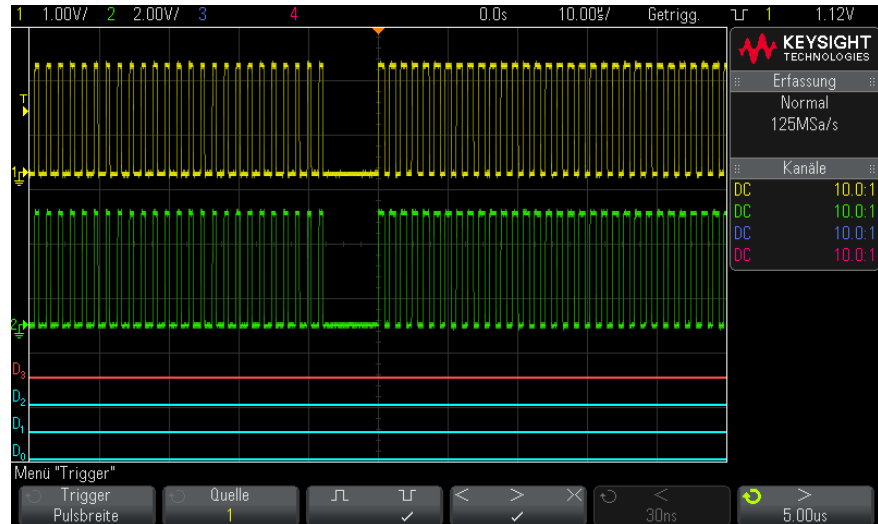 1 1.00V/ 2 2.00V/ 3 4 0.0s 10.00㎲/ Getrigg. 1 1.12V
KEYSIGHT
TECHNOLOGIES
Erfassung
Normal
125MSa/s
Kanäle
DC 10.0:1
DC 10.0:1
DC 10.0:1
DC 10.0:1
T
1
2
D3
D2
D1
D0
Menü "Trigger"
Trigger Quelle < > >< < >
Pulsbreite 1 30ns 5.00us